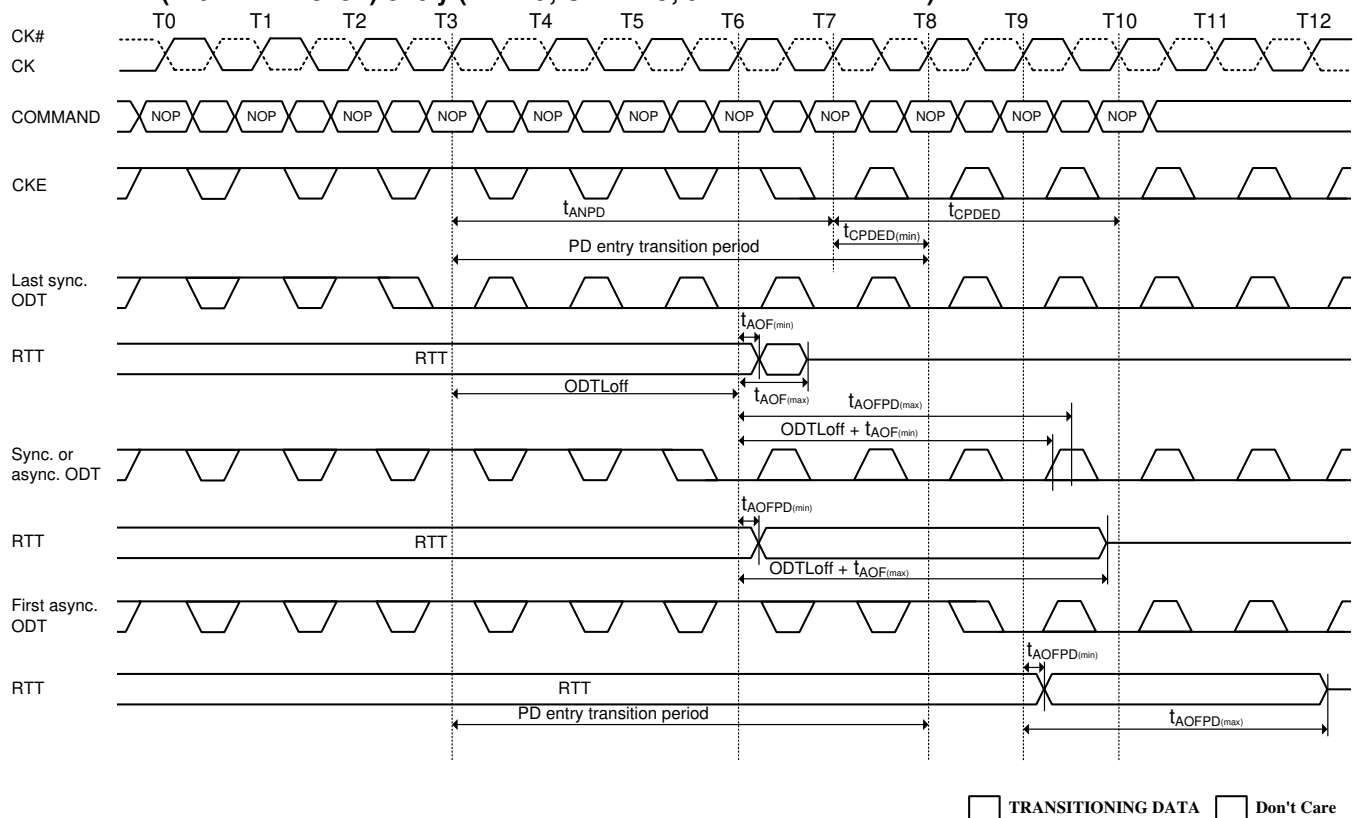 T0 T1 T2 T3 T4 T5 T6 T7 T8 T9 T10 T11 T12
CK#
CK
COMMAND NOP NOP NOP NOP NOP NOP NOP NOP NOP NOP NOP
CKE
tANPD tCPDED
tCPDED(min)
PD entry transition period
Last sync.
ODT
tAOF(min)
RTT RTT
ODTLoff tAOF(max)
tAOFPD(max)
ODTLoff + tAOF(min)
Sync. or
async. ODT
tAOFPD(min)
RTT RTT
ODTLoff + tAOF(max)
First async.
ODT
tAOFPD(min)
RTT RTT
PD entry transition period
tAOFPD(max)
TRANSITIONING DATA Don't Care